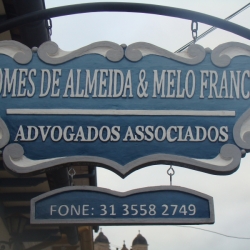 OMES DE ALMEIDA & MELO FRANC
ADVOGADOS ASSOCIADOS
FONE: 31 3558 2749